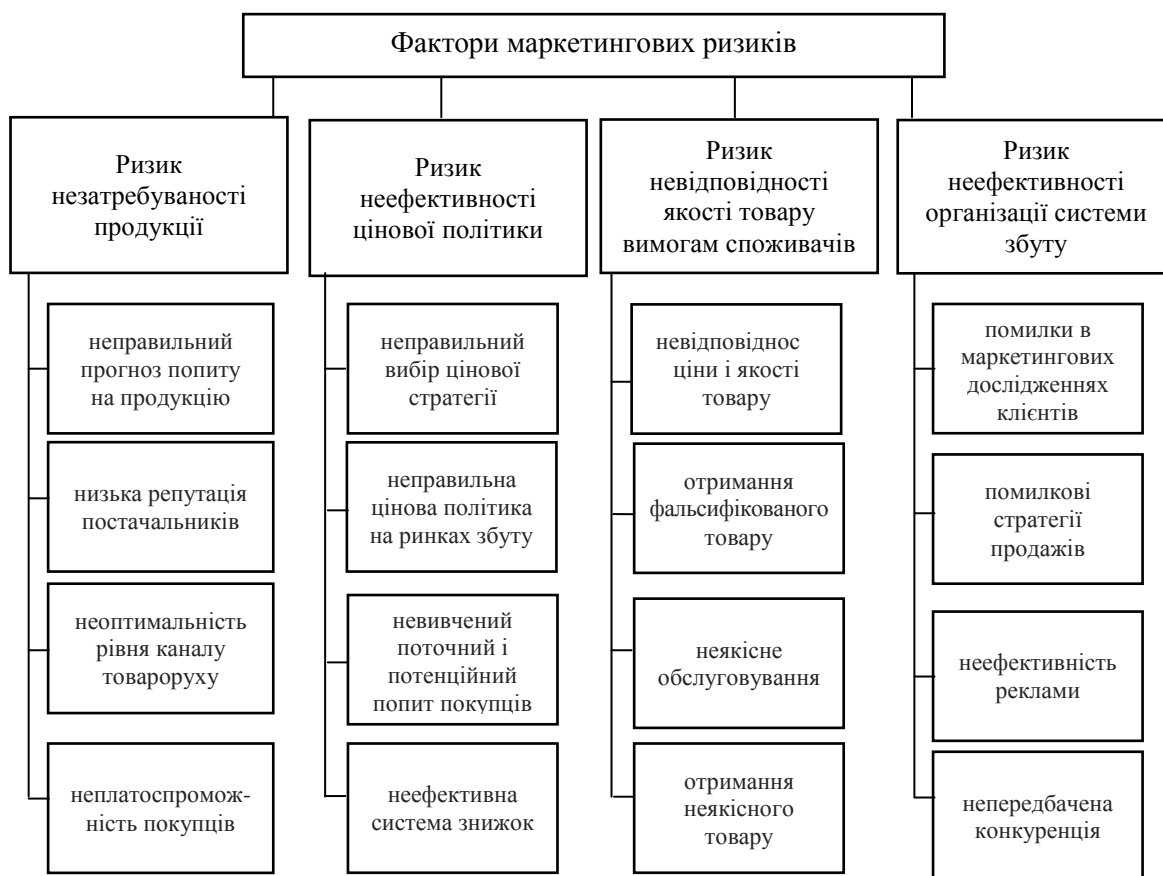 Фактори маркетингових ризиків
Ризик
незатребуваності
продукції
Ризик
неефективності
цінової політики
Ризик
невідповідності
якості товару
вимогам споживачів
Ризик
неефективності
організації системи
збуту
неправильний
прогноз попиту
на продукцію
неправильний
вибір цінової
стратегії
невідповіднос
ціни і якості
товару
помилки в
маркетингових
дослідженнях
клієнтів
низька репутація
постачальників
неправильна
цінова політика
на ринках збуту
отримання
фальсифікованого
товару
помилкові
стратегії
продажів
неоптимальність
рівня каналу
товароруху
невивчений
поточний і
потенційний
попит покупців
неякісне
обслуговування
неефективність
реклами
неплатоспромож-
ність покупців
неефективна
система знижок
отримання
неякісного
товару
непередбачена
конкуренція